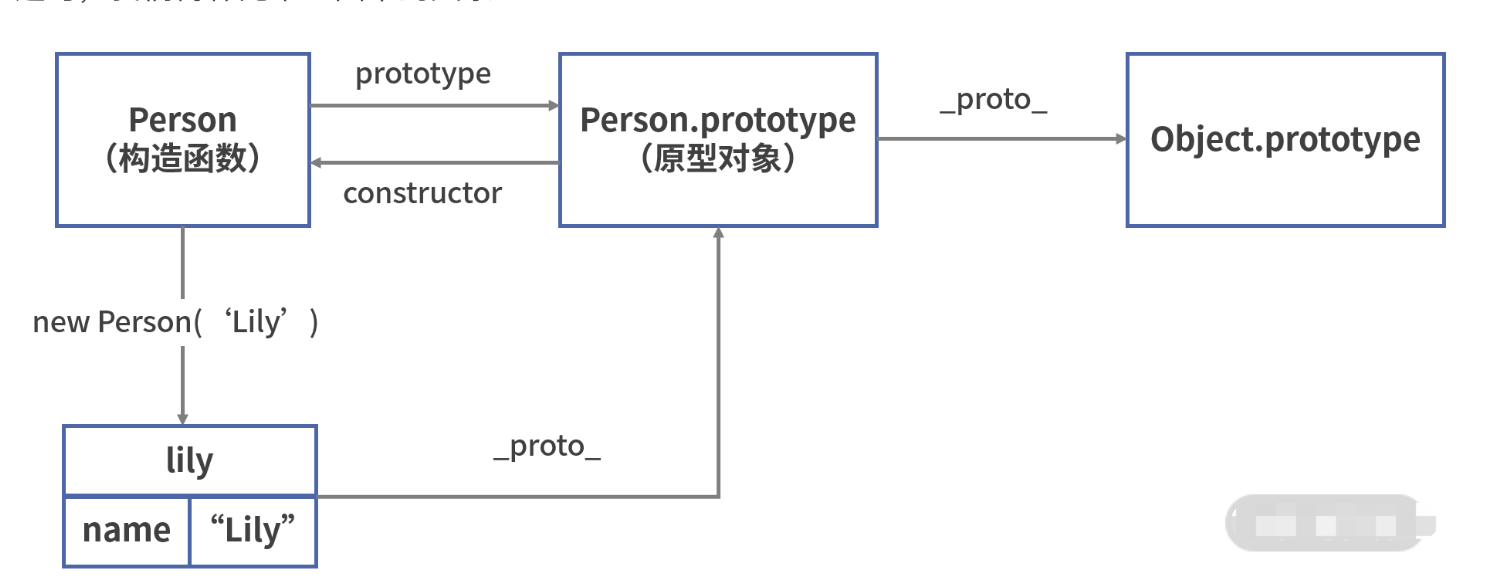 prototype
_proto_
Person
（构造函数）
Person.prototype
（原型对象）
Object.prototype
constructor
new Person(‘Lily’)
lily
_proto_
name
“Lily”